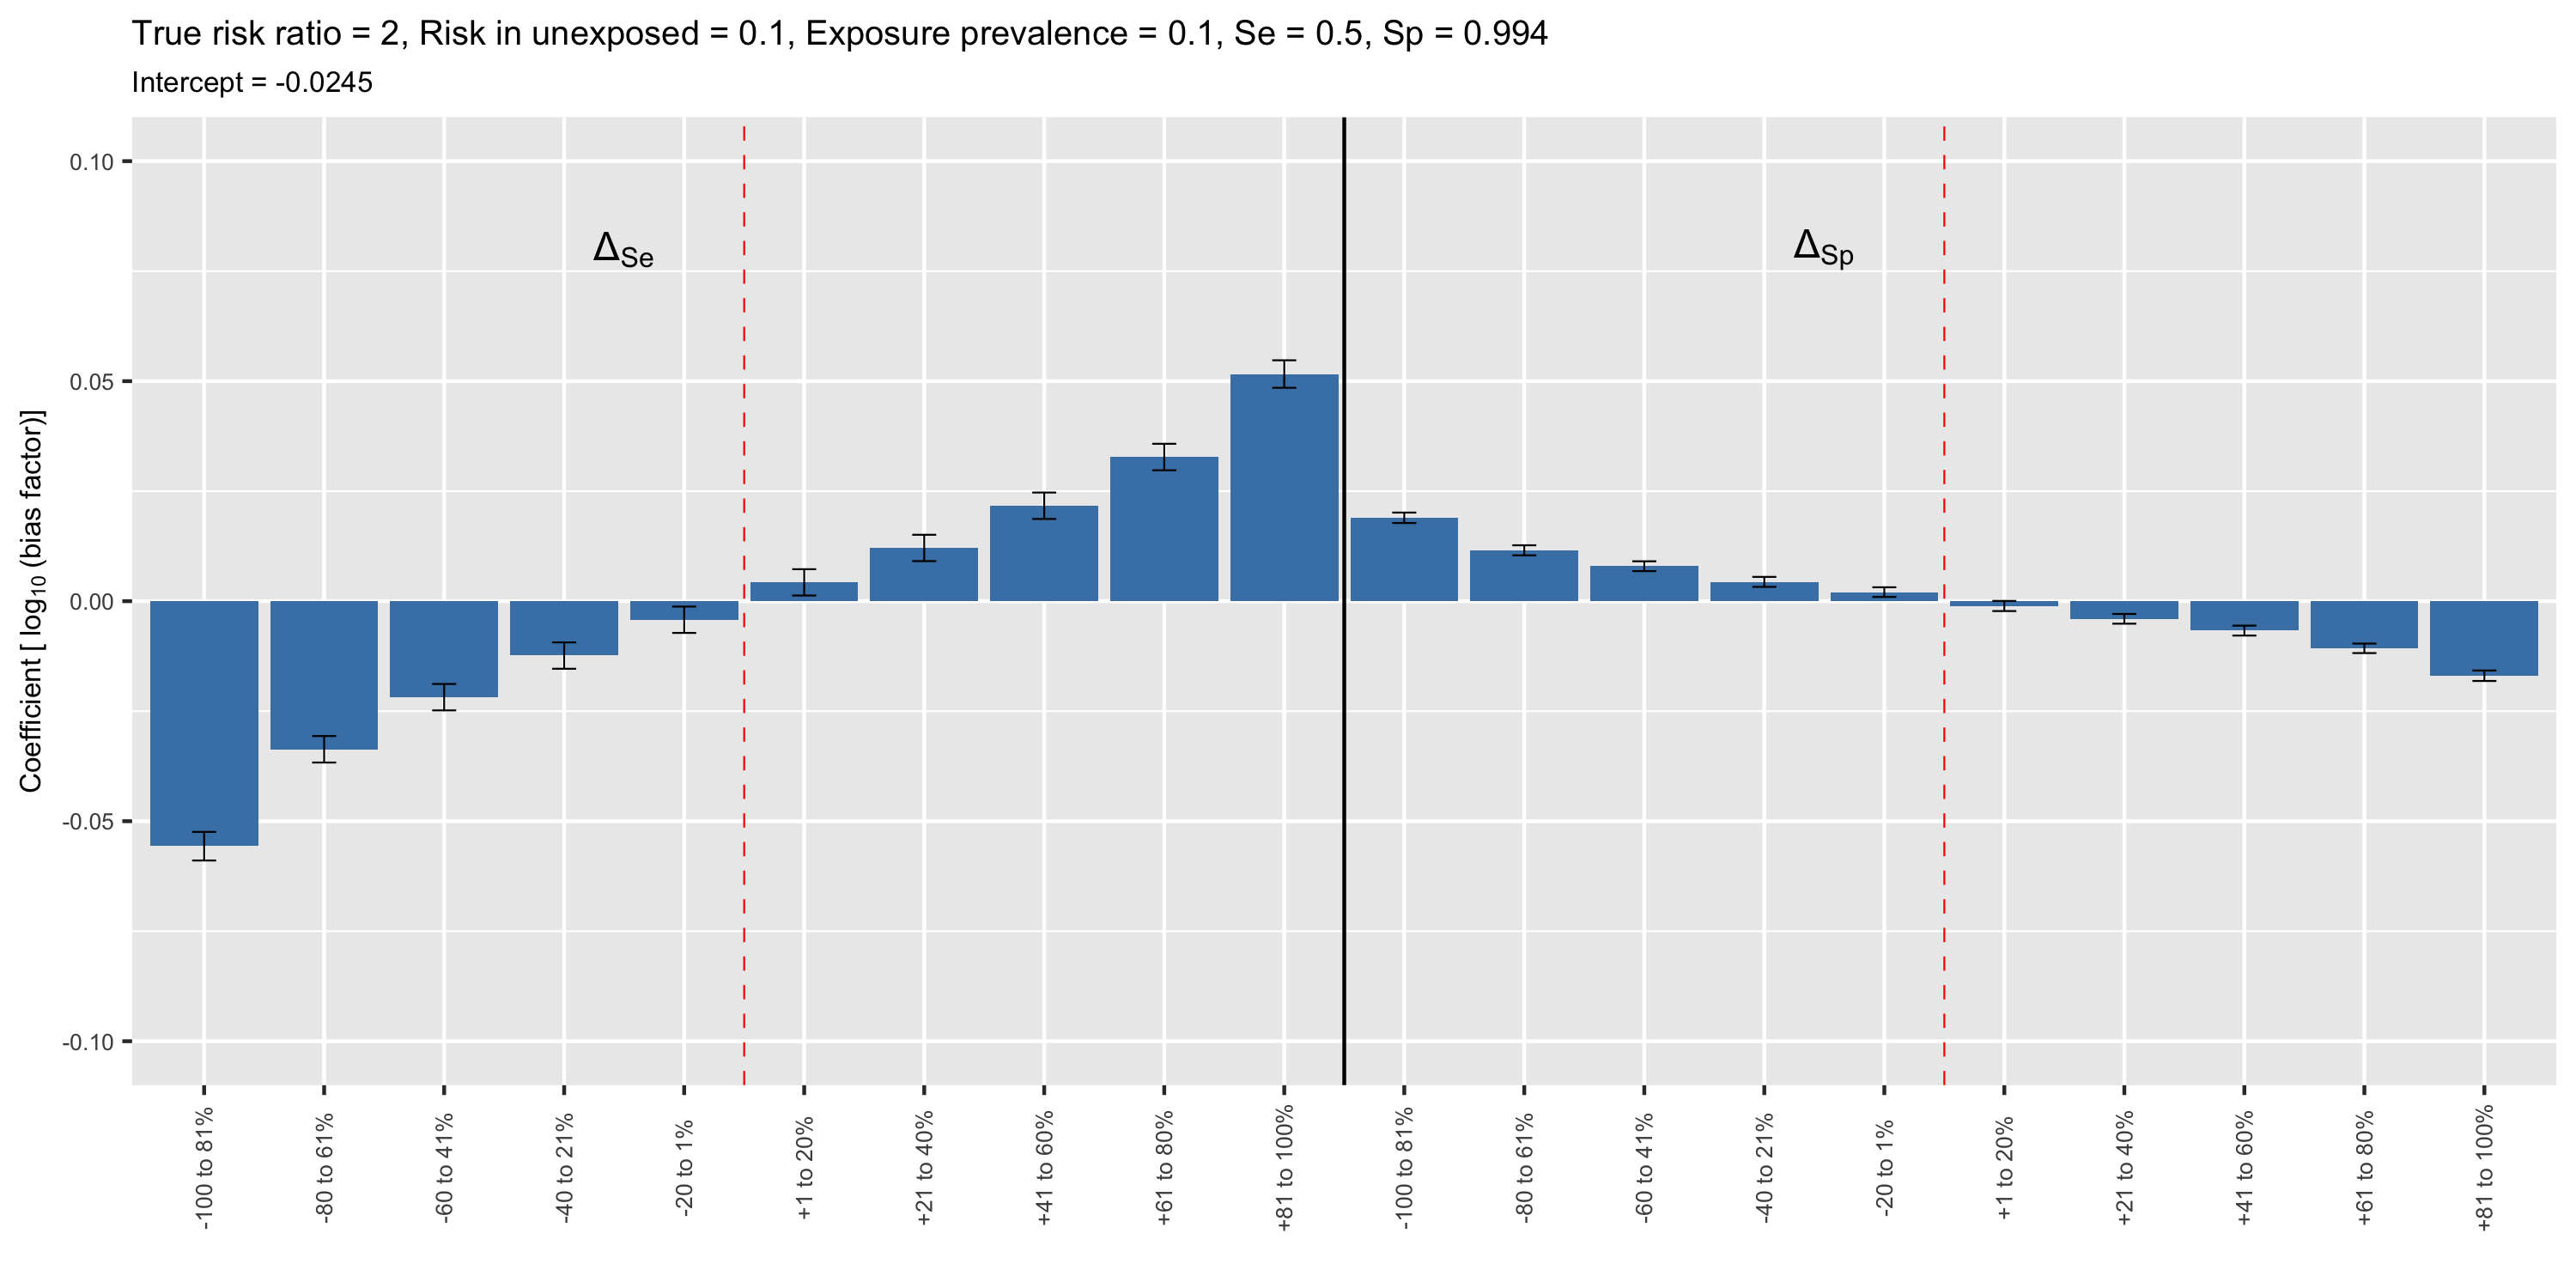 True risk ratio = 2, Risk in unexposed = 0.1, Exposure prevalence = 0.1, Se = 0.5, Sp = 0.994
Intercept = -0.0245
Coefficient [ log10 (bias factor)]
0.10
0.05
0.00
-0.05
-0.10
ΔSe
ΔSp
-100 to 81%
-80 to 61%
-60 to 41%
-40 to 21%
-20 to 1%
+1 to 20%
+21 to 40%
+41 to 60%
+61 to 80%
+81 to 100%
-100 to 81%
-80 to 61%
-60 to 41%
-40 to 21%
-20 to 1%
+1 to 20%
+21 to 40%
+41 to 60%
+61 to 80%
+81 to 100%